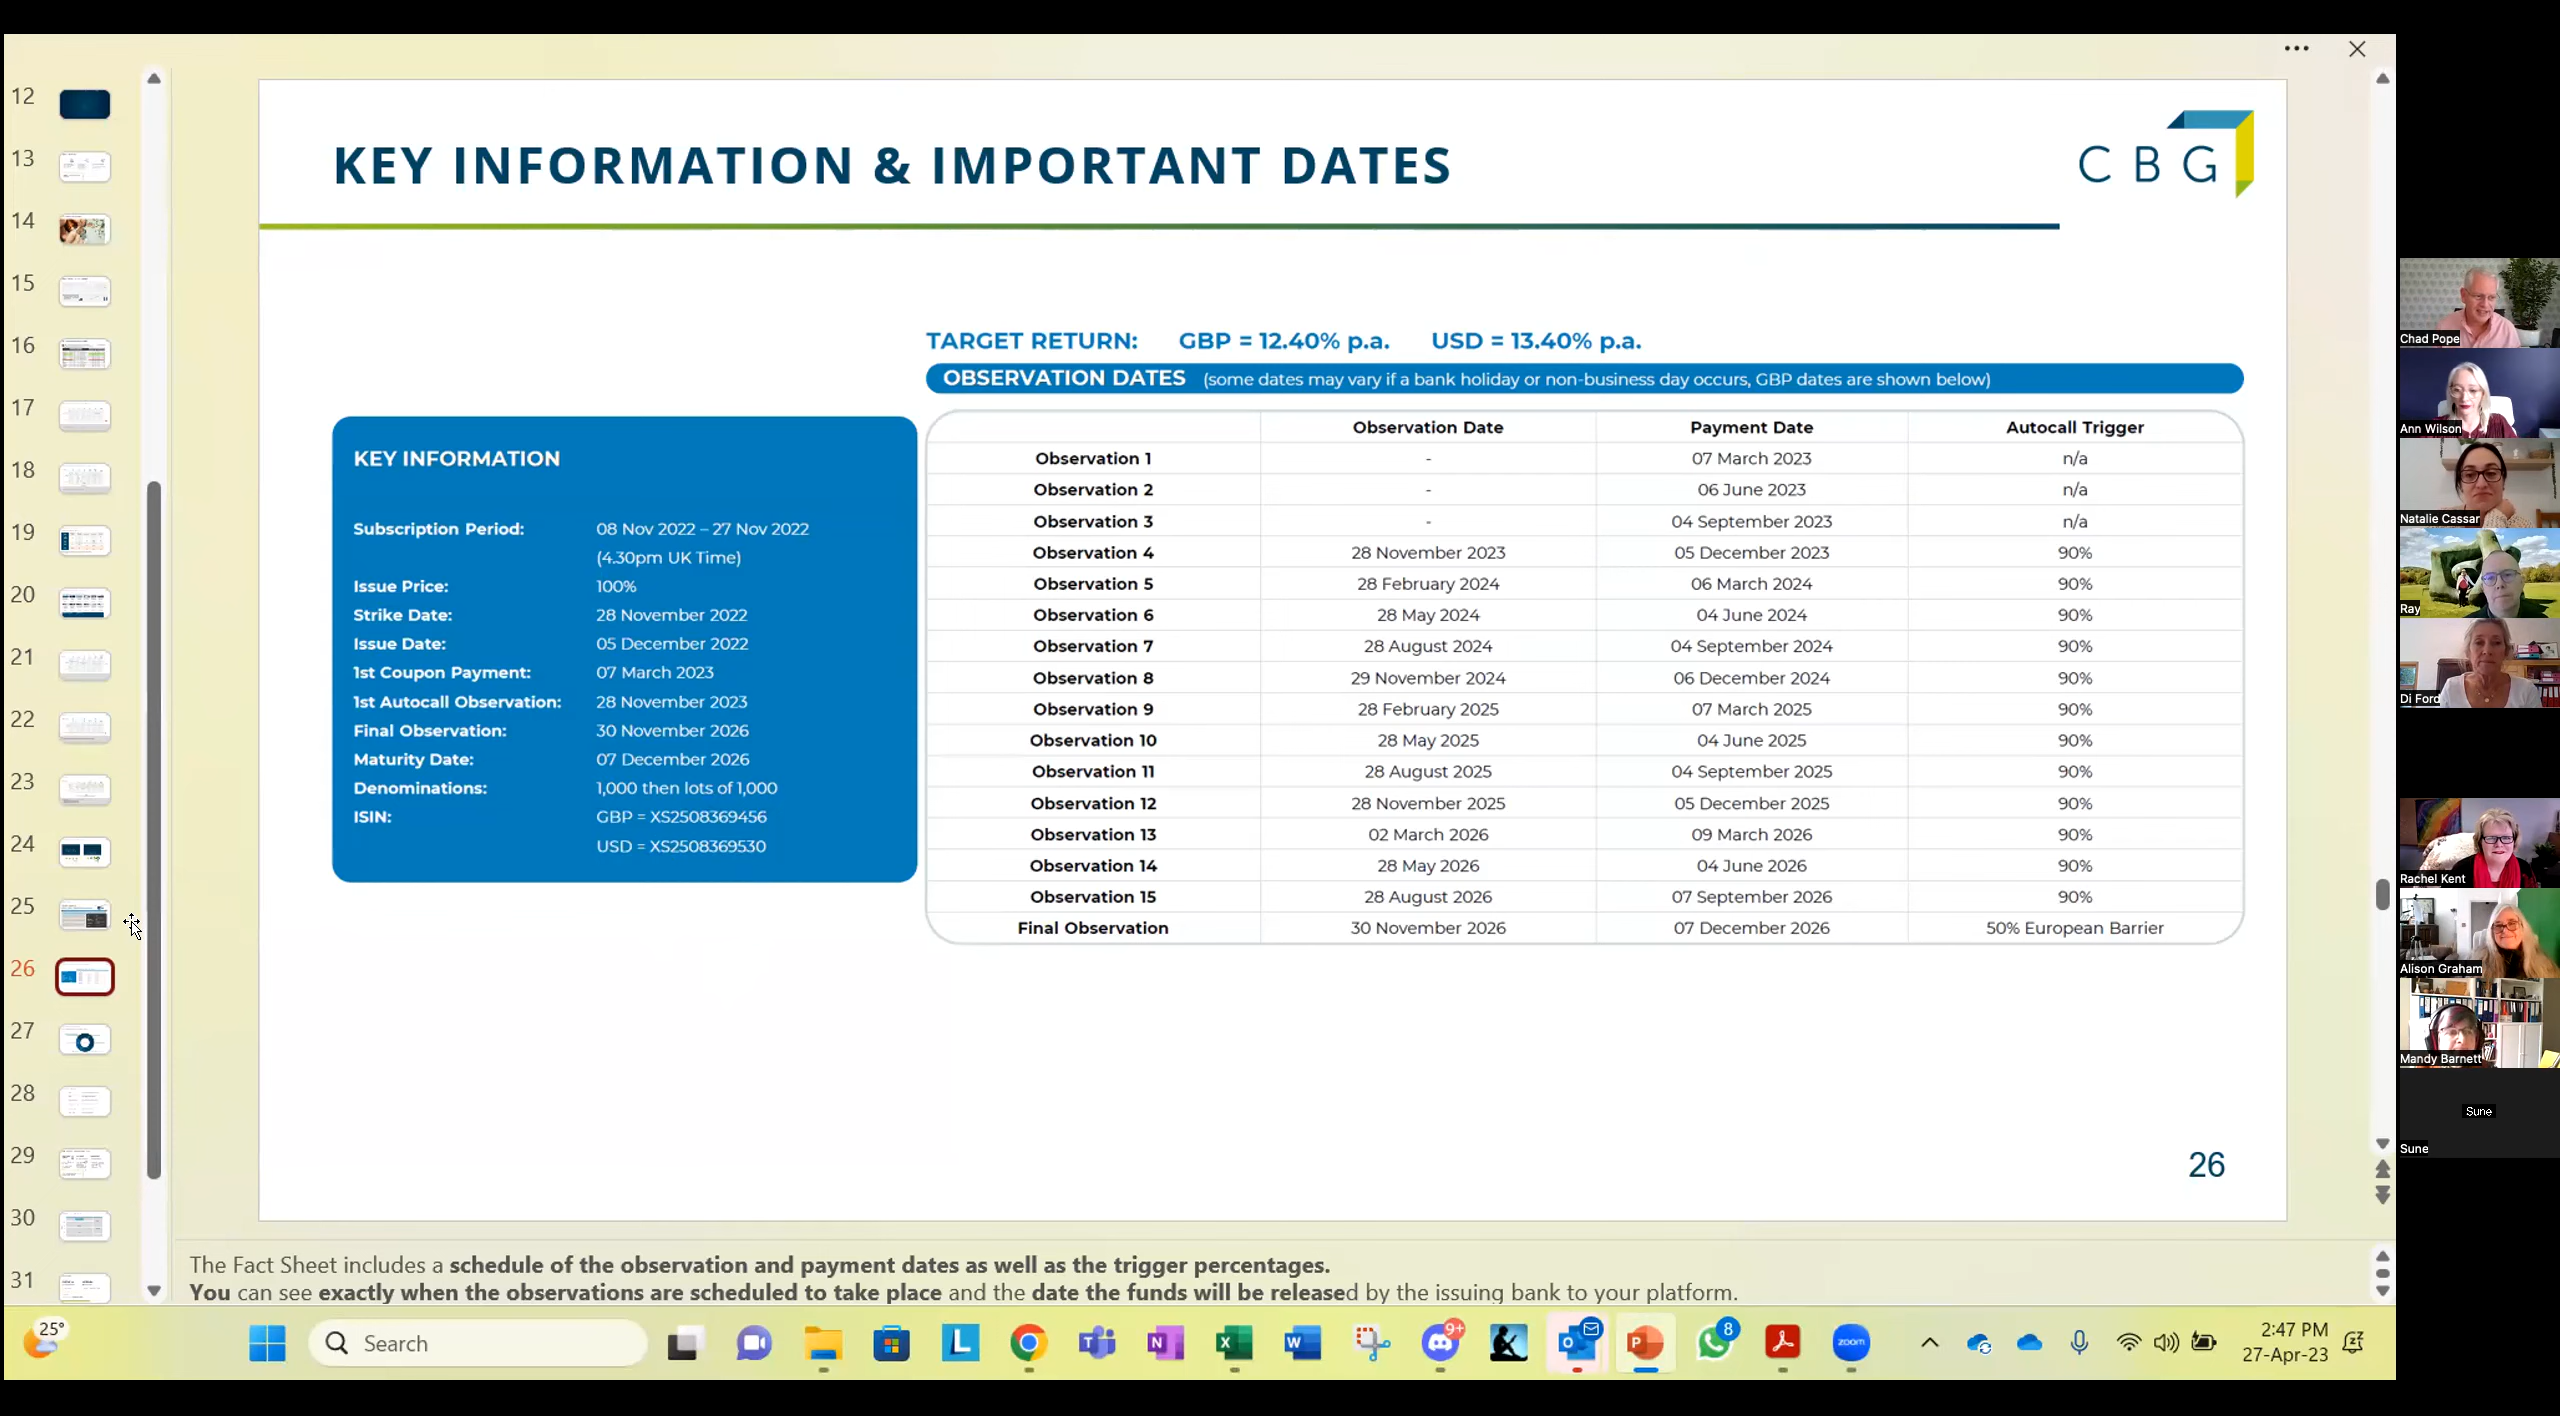 12
13
14
15
16
17
18
19
20
21
22
23
24
25
26
27
28
29
30
31
KEY INFORMATION & IMPORTANT DATES
CBG
TARGET RETURN: GBP = 12.40% p.a. USD = 13.40% p.a.
OBSERVATION DATES (some dates may vary if a bank holiday or non-business day occurs, GBP dates are shown below)
KEY INFORMATION
Subscription Period: 08 Nov 2022 – 27 Nov 2022
(4.30pm UK Time)
Issue Price: 100%
Strike Date: 28 November 2022
Issue Date: 05 December 2022
1st Coupon Payment: 07 March 2023
1st Autocall Observation: 28 November 2023
Final Observation: 30 November 2026
Maturity Date: 07 December 2026
Denominations: 1,000 then lots of 1,000
ISIN: GBP = XS2508369456
USD = XS2508369530
Observation Date Payment Date Autocall Trigger
Observation 1 - 07 March 2023 n/a
Observation 2 - 06 June 2023 n/a
Observation 3 - 04 September 2023 n/a
Observation 4 28 November 2023 05 December 2023 90%
Observation 5 28 February 2024 06 March 2024 90%
Observation 6 28 May 2024 04 June 2024 90%
Observation 7 28 August 2024 04 September 2024 90%
Observation 8 29 November 2024 06 December 2024 90%
Observation 9 28 February 2025 07 March 2025 90%
Observation 10 28 May 2025 04 June 2025 90%
Observation 11 28 August 2025 04 September 2025 90%
Observation 12 28 November 2025 05 December 2025 90%
Observation 13 02 March 2026 09 March 2026 90%
Observation 14 28 May 2026 04 June 2026 90%
Observation 15 28 August 2026 07 September 2026 90%
Final Observation 30 November 2026 07 December 2026 50% European Barrier
26
The Fact Sheet includes a schedule of the observation and payment dates as well as the trigger percentages.
You can see exactly when the observations are scheduled to take place and the date the funds will be released by the issuing bank to your platform.
Chad Pope
Ann Wilson
Natalie Cassar
Ray
Di Ford
Rachel Kent
Alison Graham
Mandy Barnett
Sune
Sune
25°
Search
9+
8
zoom
2:47 PM
27-Apr-23